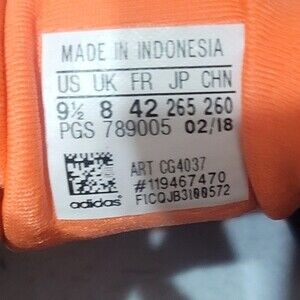 MADE IN INDONESIA
US UK FR JP CHN
9½ 8 42 265 260
PGS 789005 02/18
ART CG4037
#119467470
F1CQJB3100572
adidas